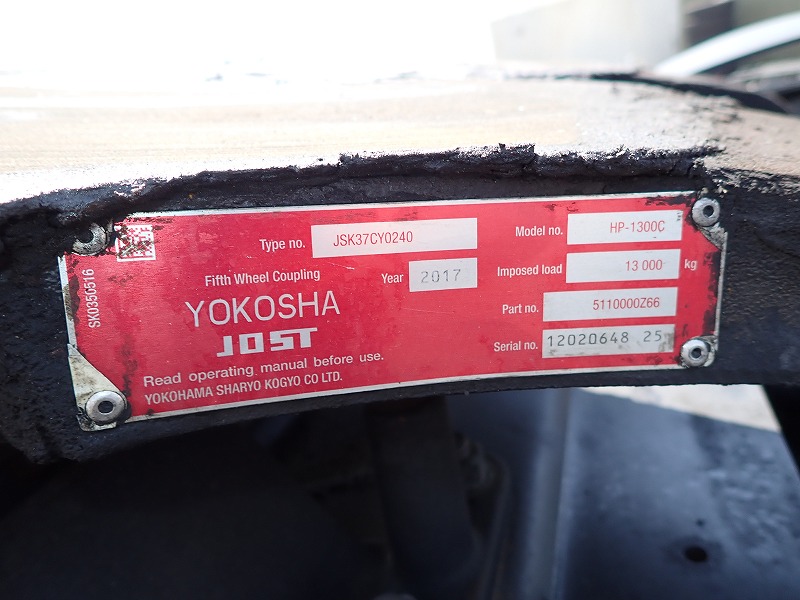 Type no. JSK37CY0240
Model no. HP-1300C
Fifth Wheel Coupling
Year 2017
Imposed load 13 000 kg
YOKOSHA
JOST
Part no. 5110000Z66
Serial no. 12020648 25
Read operating manual before use.
YOKOHAMA SHARYO KOGYO CO LTD.
SK0350516